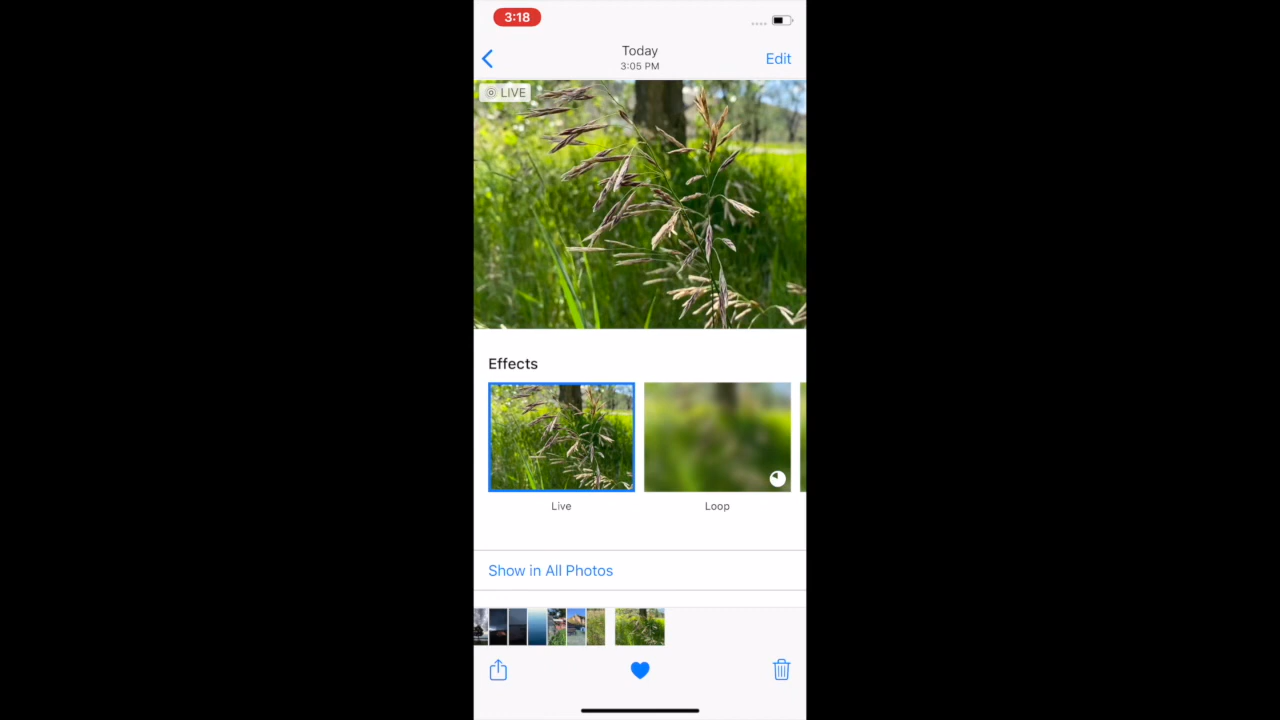 3:18
Today
3:05 PM
Edit
LIVE
Effects
Live
Loop
Show in All Photos